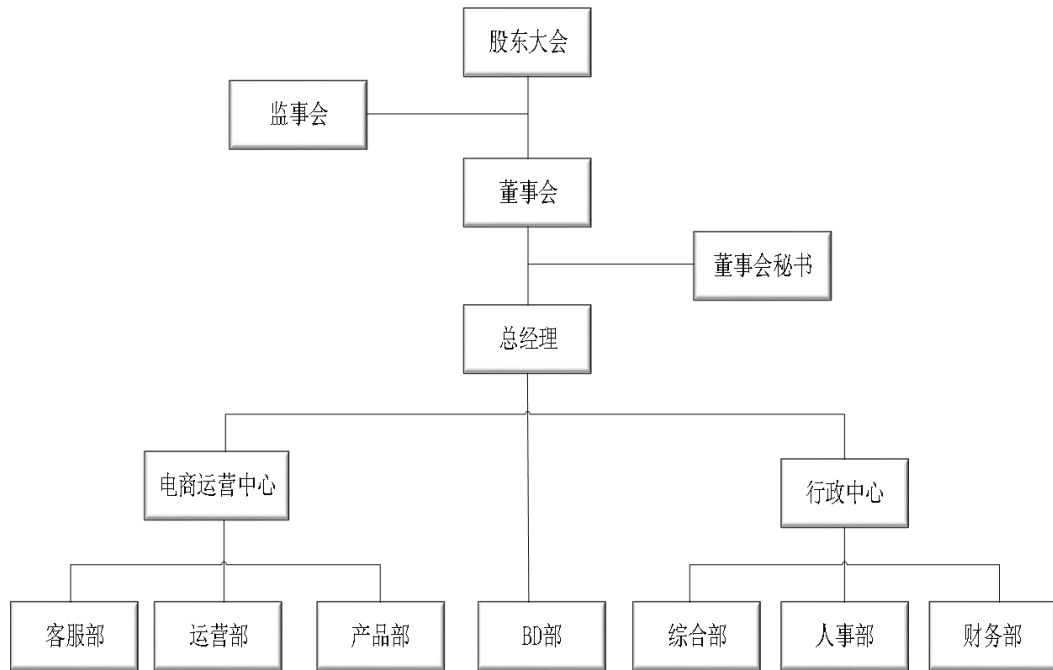 股东大会
监事会
董事会
董事会秘书
总经理
电商运营中心
行政中心
客服部
运营部
产品部
BD部
综合部
人事部
财务部